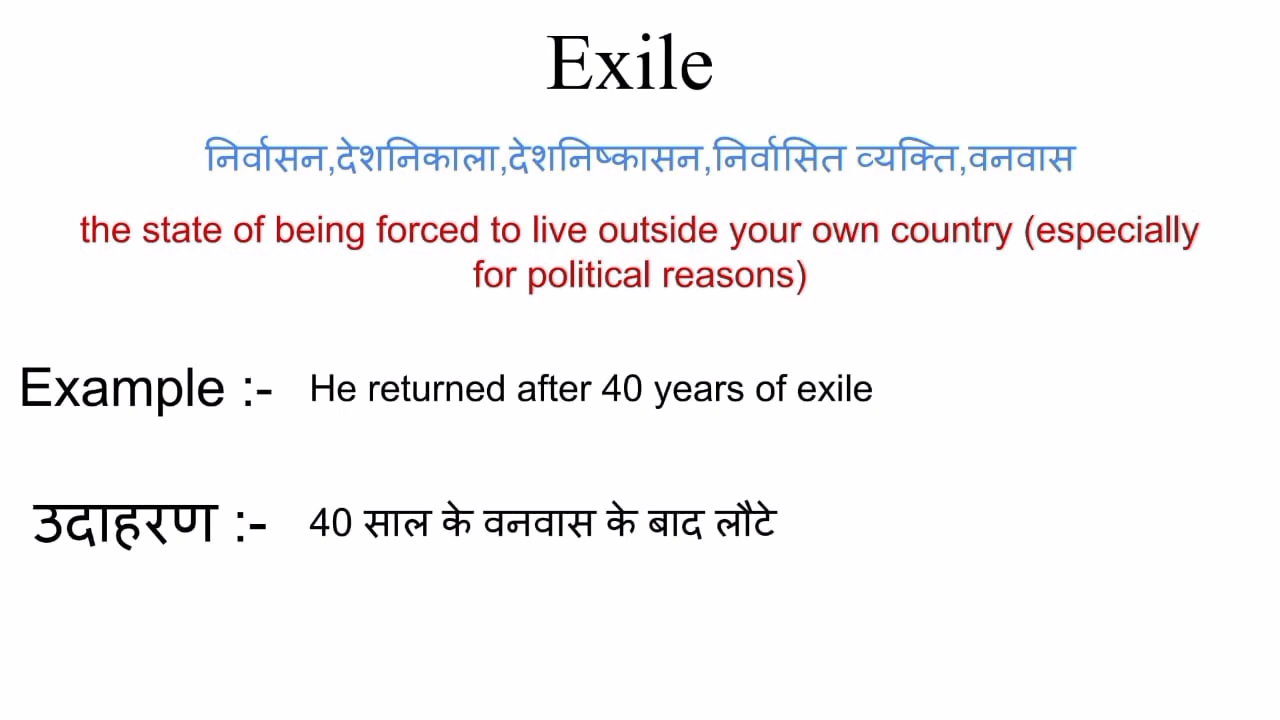 Exile
निर्वासन,देशनिकाला,देशनिष्कासन,निर्वासित व्यक्ति,वनवास
the state of being forced to live outside your own country (especially
for political reasons)
Example :- He returned after 40 years of exile
उदाहरण :- 40 साल के वनवास के बाद लौटे